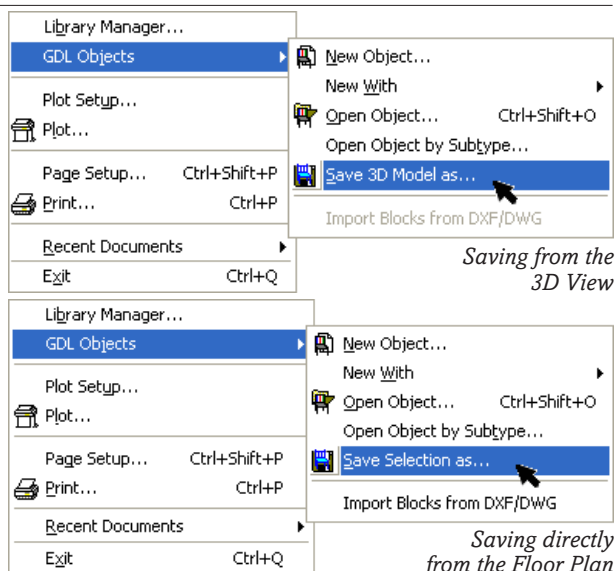 Library Manager...
GDL Objects
Plot Setup...
Plot...
Page Setup... Ctrl+Shift+P
Print... Ctrl+P
Recent Documents
Exit Ctrl+Q
New Object...
New With
Open Object... Ctrl+Shift+O
Open Object by Subtype...
Save 3D Model as...
Import Blocks from DXF/DWG
Saving from the
3D View
Library Manager...
GDL Objects
Plot Setup...
Plot...
Page Setup... Ctrl+Shift+P
Print... Ctrl+P
Recent Documents
Exit Ctrl+Q
New Object...
New With
Open Object... Ctrl+Shift+O
Open Object by Subtype...
Save Selection as...
Import Blocks from DXF/DWG
Saving directly
from the Floor Plan